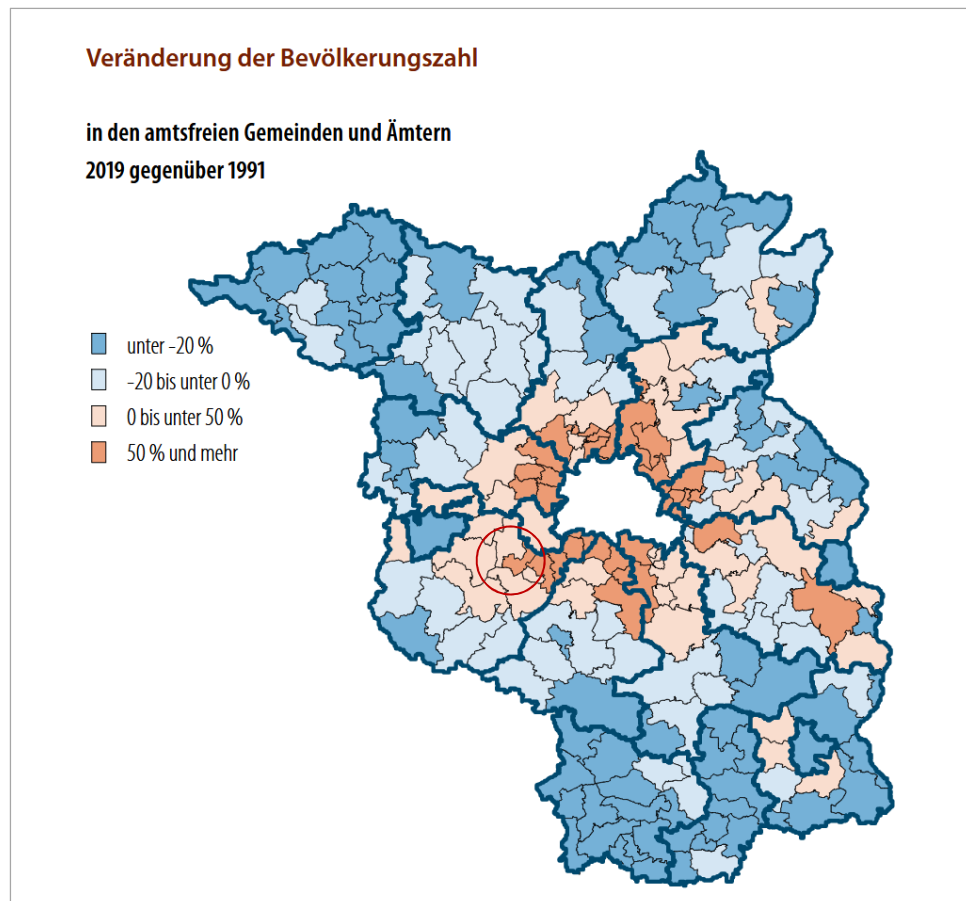 Veränderung der Bevölkerungszahl
in den amtsfreien Gemeinden und Ämtern
2019 gegenüber 1991
unter -20 %
-20 bis unter 0 %
0 bis unter 50 %
50 % und mehr